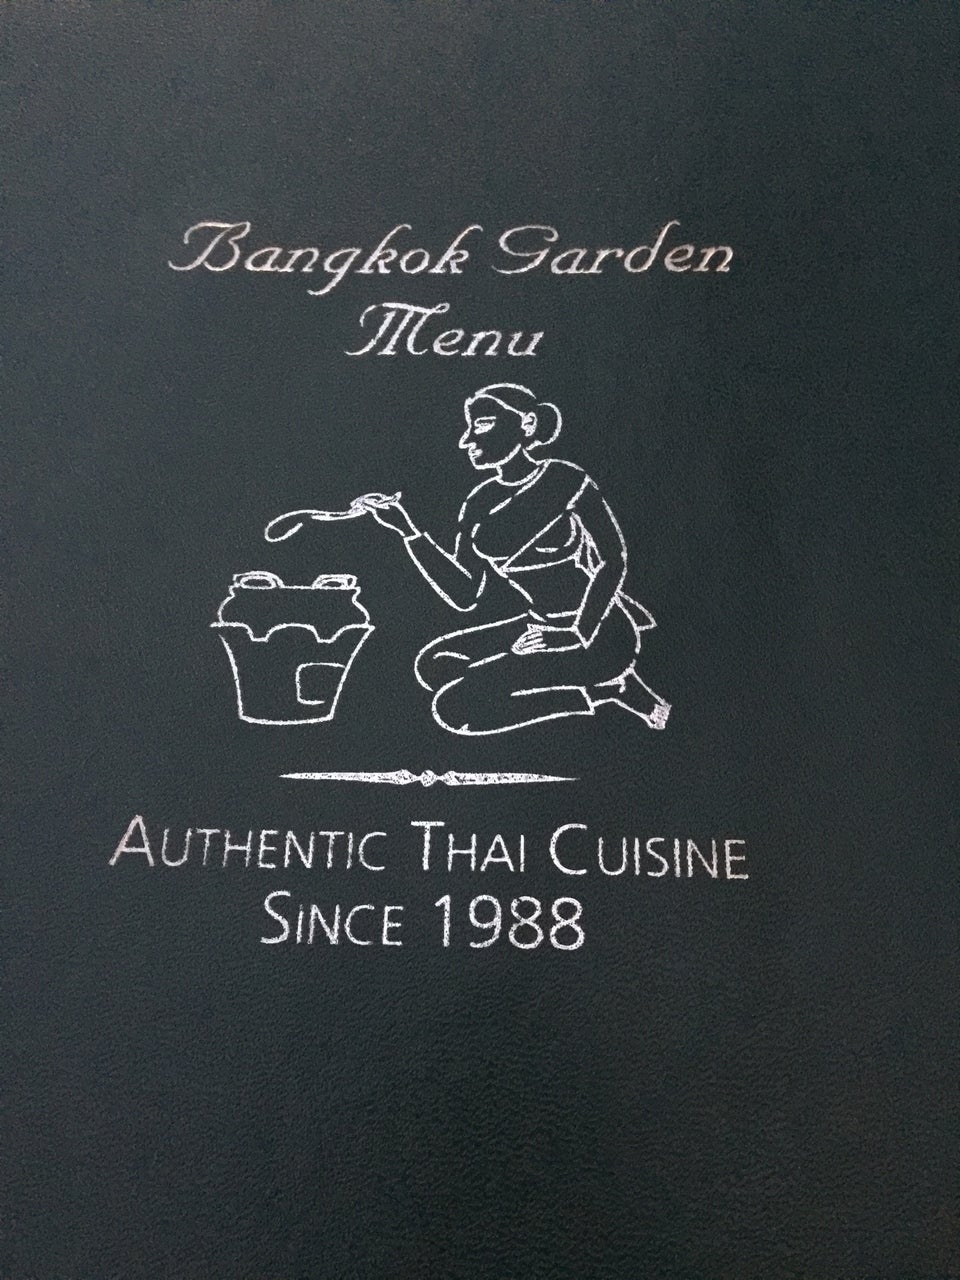 Bangkok Garden
Menu
AUTHENTIC THAI CUISINE
SINCE 1988